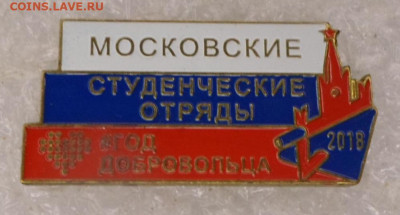 COINS.LAVE.RU
МОСКОВСКИЕ
СТУДЕНЧЕСКИЕ
ОТРЯДЫ
#ГОД
ДОБРОВОЛЬЦА
2018